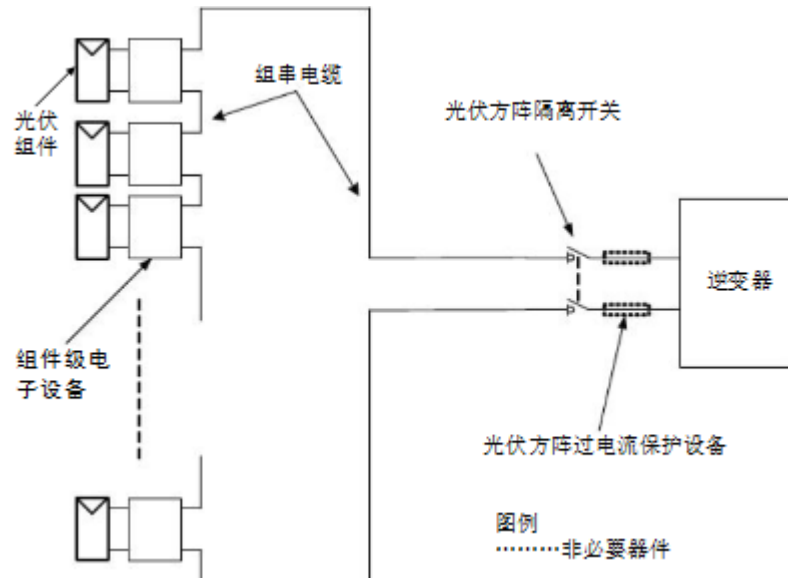 组串电缆
光伏
组件
光伏方阵隔离开关
逆变器
组件级电
子设备
光伏方阵过电流保护设备
图例
非必要器件